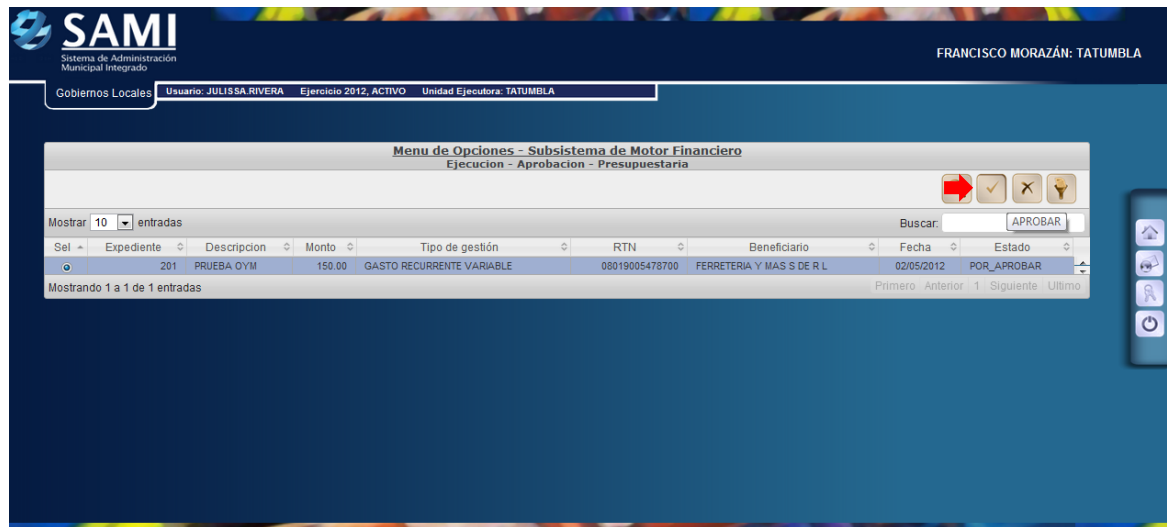 SAMI
Sistema de Administración
Municipal Integrado
FRANCISCO MORAZÁN: TATUMBLA
Gobiernos Locales
Usuario: JULISSA.RIVERA Ejercicio 2012, ACTIVO Unidad Ejecutora: TATUMBLA
Menu de Opciones - Subsistema de Motor Financiero
Ejecucion - Aprobacion - Presupuestaria
Mostrar 10 entradas Buscar: APROBAR
Sel Expediente Descripcion Monto Tipo de gestión RTN Beneficiario Fecha Estado
201 PRUEBA OYM 150.00 GASTO RECURRENTE VARIABLE 08019005478700 FERRETERIA Y MAS S DE R L 02/05/2012 POR_APROBAR
Mostrando 1 a 1 de 1 entradas Primero Anterior 1 Siguiente Ultimo